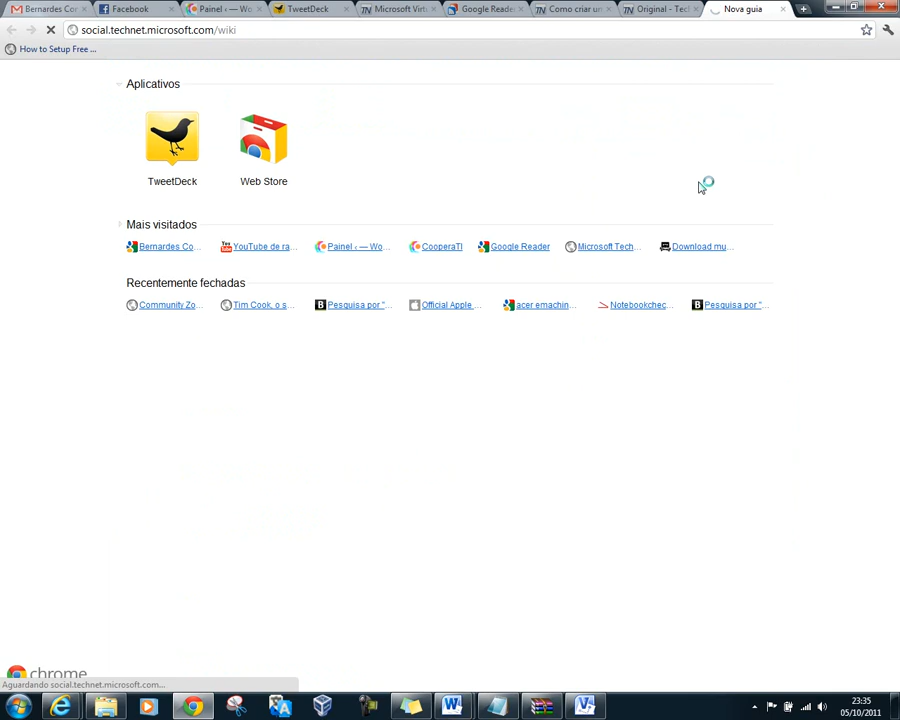 Bernardes Cor
Facebook
Painel ‹ — Wo
TweetDeck
Microsoft Virtu
Google Reade
Como criar um
Original - Tecl
Nova guia
social.technet.microsoft.com/wiki
How to Setup Free ...
Aplicativos
TweetDeck
Web Store
Mais visitados
Bernardes Co...
YouTube de ra...
Painel ‹ — Wo...
CooperaTI
Google Reader
Microsoft Tech...
Download mu...
Recentemente fechadas
Community Zo...
Tim Cook, o s...
Pesquisa por "...
Official Apple ...
acer emachin...
Notebookchec...
Pesquisa por "...
chrome
Aguardando social.technet.microsoft.com...
23:35
05/10/2011